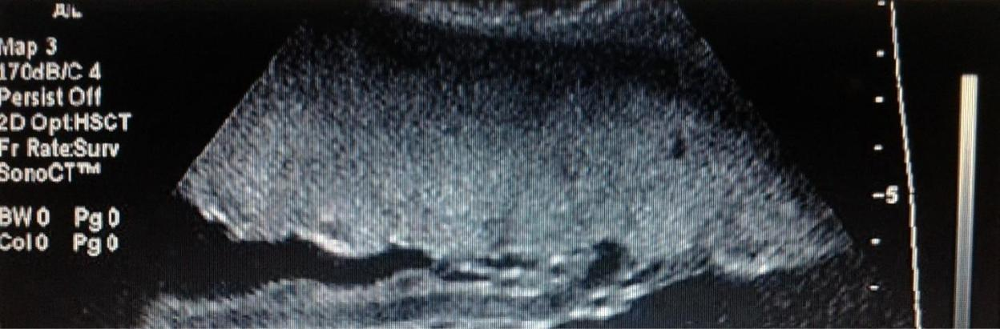 Map 3
170dB/C 4
Persist Off
2D Opt:HSCT
Fr Rate:Surv
SonoCT™
BW 0 Pg 0
Col 0 Pg 0
-5